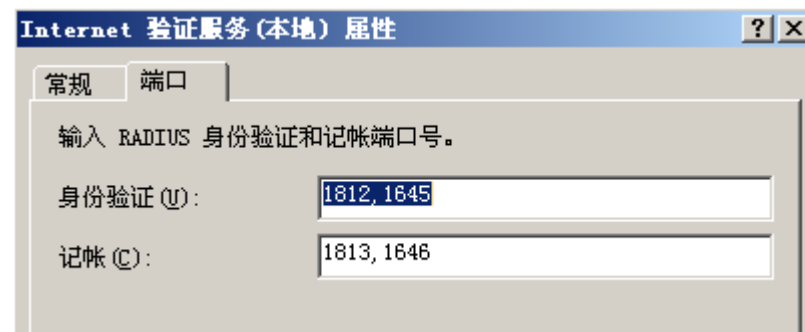 Internet 验证服务(本地) 属性
常规 端口
输入 RADIUS 身份验证和记帐端口号。
身份验证(U): 1812,1645
记帐(C): 1813,1646